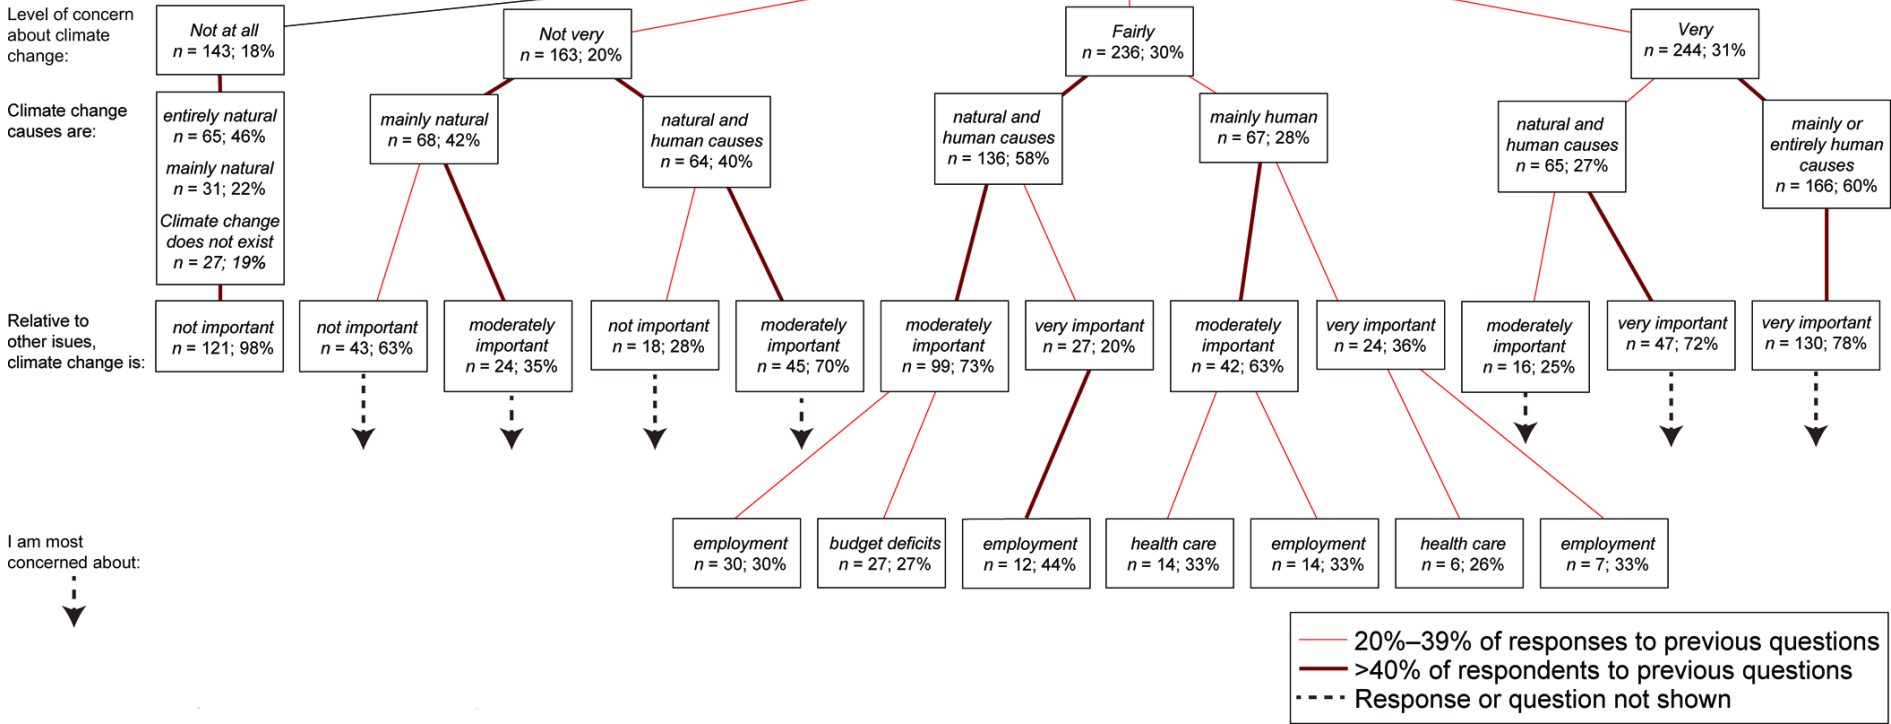 Level of concern
about climate
change:
Not at all
n = 143; 18%
Not very
n = 163; 20%
Fairly
n = 236; 30%
Very
n = 244; 31%
Climate change
causes are:
entirely natural
n = 65; 46%
mainly natural
n = 31; 22%
Climate change
does not exist
n = 27; 19%
mainly natural
n = 68; 42%
natural and
human causes
n = 64; 40%
natural and
human causes
n = 136; 58%
mainly human
n = 67; 28%
natural and
human causes
n = 65; 27%
mainly or
entirely human
causes
n = 166; 60%
Relative to
other isues,
climate change is:
not important
n = 121; 98%
not important
n = 43; 63%
moderately
important
n = 24; 35%
not important
n = 18; 28%
moderately
important
n = 45; 70%
moderately
important
n = 99; 73%
very important
n = 27; 20%
moderately
important
n = 42; 63%
very important
n = 24; 36%
moderately
important
n = 16; 25%
very important
n = 47; 72%
very important
n = 130; 78%
I am most
concerned about:
employment
n = 30; 30%
budget deficits
n = 27; 27%
employment
n = 12; 44%
health care
n = 14; 33%
employment
n = 14; 33%
health care
n = 6; 26%
employment
n = 7; 33%
20%–39% of responses to previous questions
>40% of respondents to previous questions
Response or question not shown